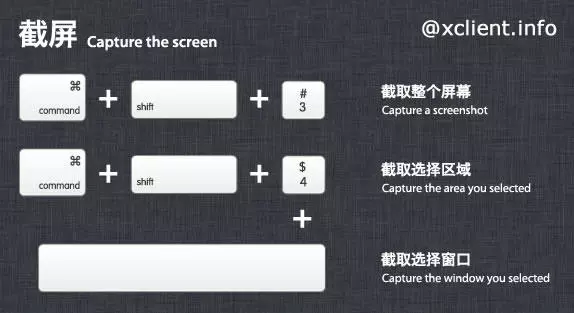 截屏 Capture the screen
@xclient.info
⌘
command
+
shift
+
#
3
截取整个屏幕
Capture a screenshot
⌘
command
+
shift
+
$
4
截取选择区域
Capture the area you selected
+
截取选择窗口
Capture the window you selected